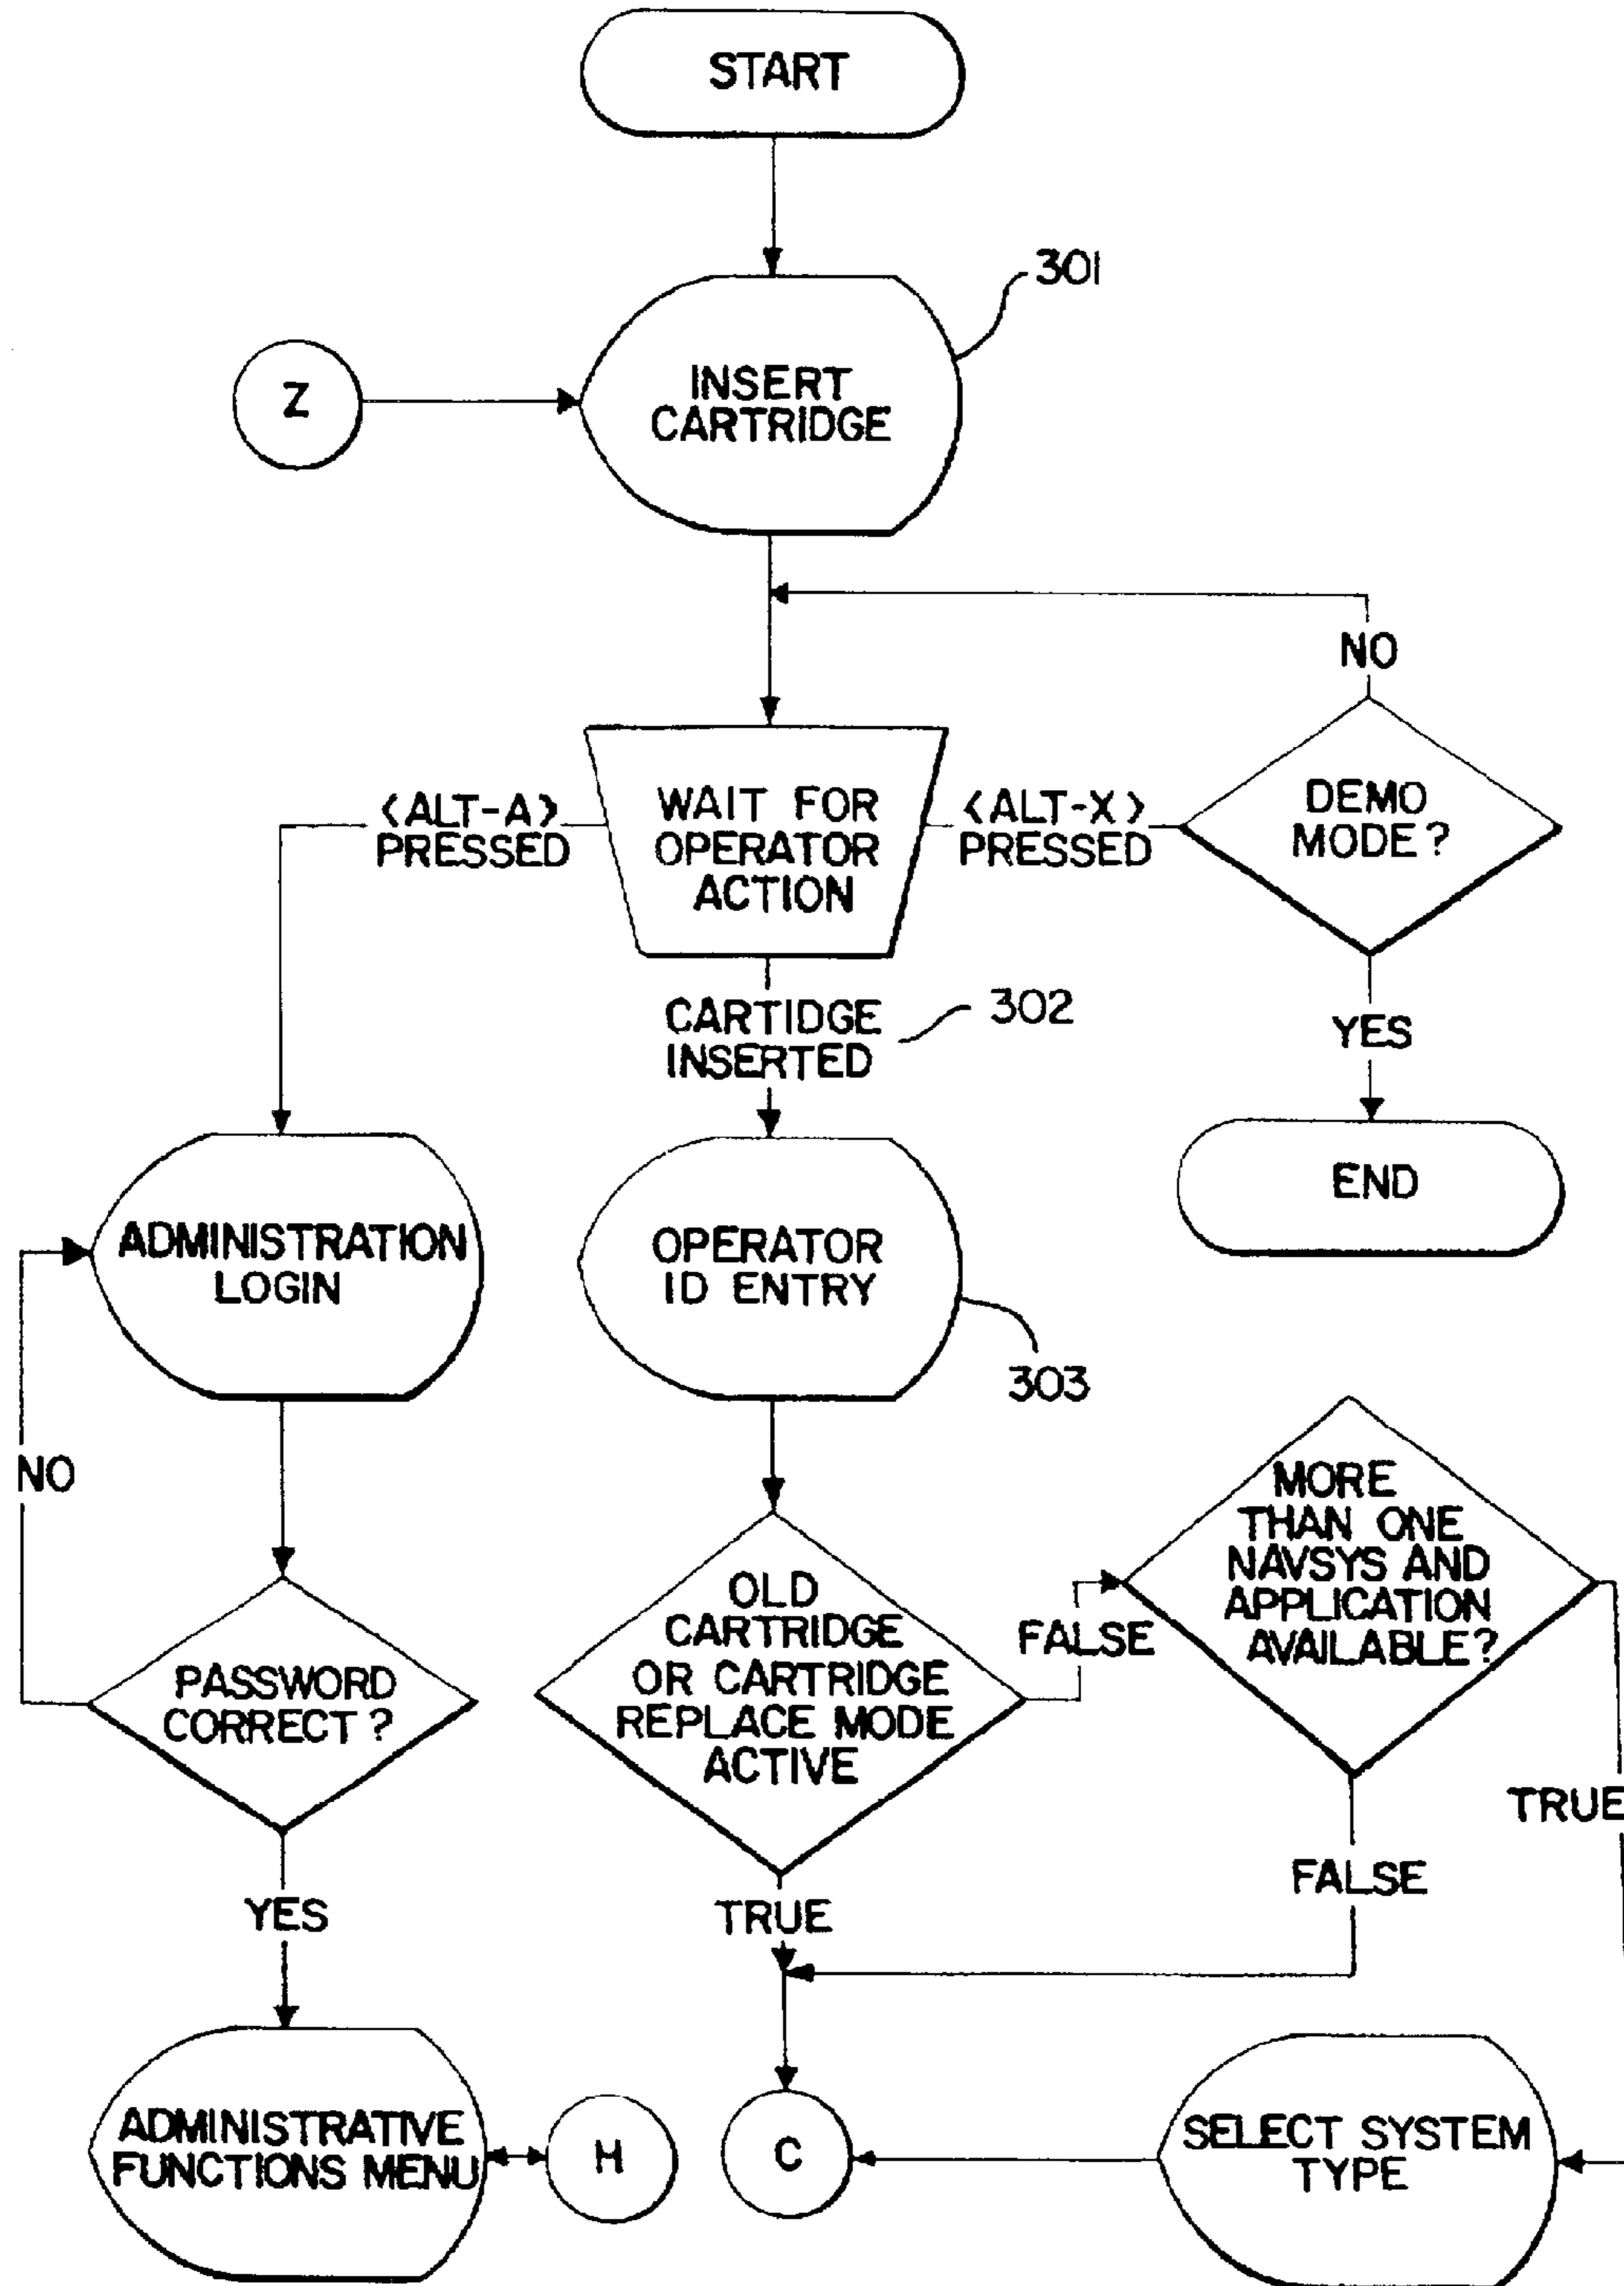 START
301
INSERT
CARTRIDGE
Z
NO
DEMO
MODE?
<ALT-A>
PRESSED
WAIT FOR
OPERATOR
ACTION
<ALT-X>
PRESSED
CARTIDGE
INSERTED
302
YES
END
ADMINISTRATION
LOGIN
OPERATOR
ID ENTRY
303
NO
MORE
THAN ONE
NAVSYS AND
APPLICATION
AVAILABLE?
OLD
CARTRIDGE
OR CARTRIDGE
REPLACE MODE
ACTIVE
FALSE
PASSWORD
CORRECT?
TRUE
FALSE
YES
TRUE
ADMINISTRATIVE
FUNCTIONS MENU
H
C
SELECT SYSTEM
TYPE